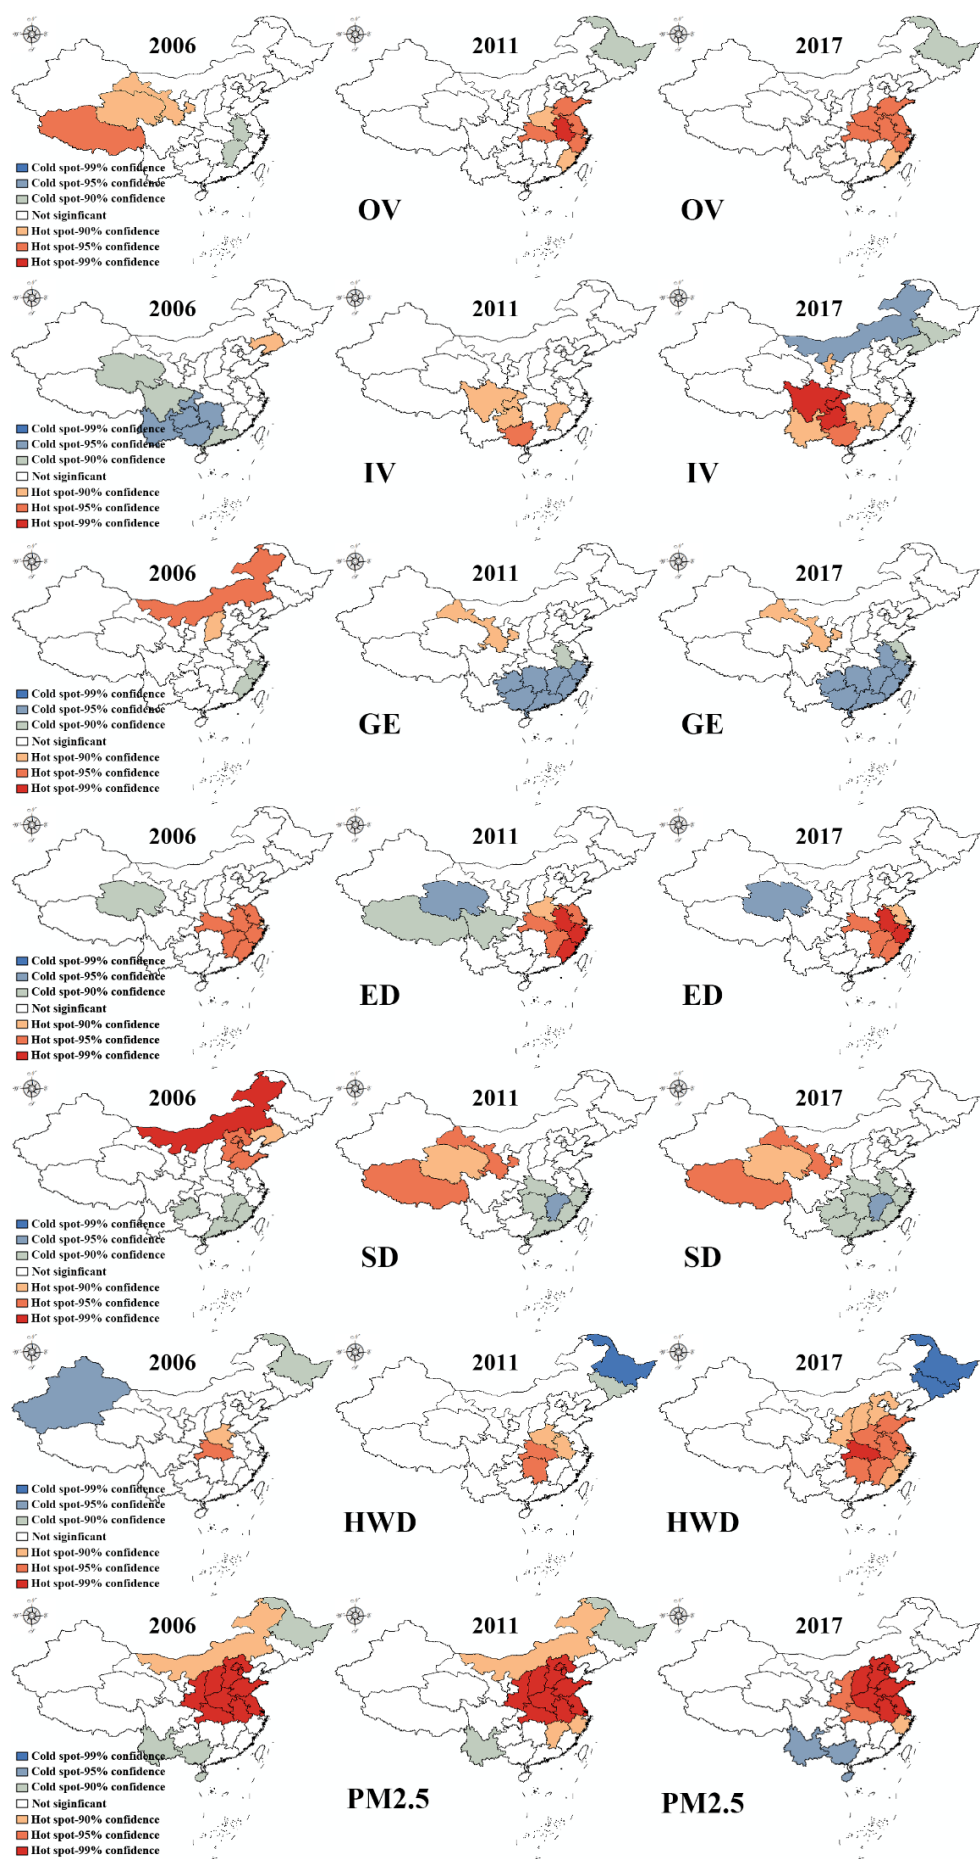 2006
2011
2017
Cold spot-99% confidence
Cold spot-95% confidence
Cold spot-90% confidence
Not siginficant
Hot spot-90% confidence
Hot spot-95% confidence
Hot spot-99% confidence
OV
OV
2006
2011
2017
Cold spot-99% confidence
Cold spot-95% confidence
Cold spot-90% confidence
Not siginficant
Hot spot-90% confidence
Hot spot-95% confidence
Hot spot-99% confidence
IV
IV
2006
2011
2017
Cold spot-99% confidence
Cold spot-95% confidence
Cold spot-90% confidence
Not siginficant
Hot spot-90% confidence
Hot spot-95% confidence
Hot spot-99% confidence
GE
GE
2006
2011
2017
Cold spot-99% confidence
Cold spot-95% confidence
Cold spot-90% confidence
Not siginficant
Hot spot-90% confidence
Hot spot-95% confidence
Hot spot-99% confidence
ED
ED
2006
2011
2017
Cold spot-99% confidence
Cold spot-95% confidence
Cold spot-90% confidence
Not siginficant
Hot spot-90% confidence
Hot spot-95% confidence
Hot spot-99% confidence
SD
SD
2006
2011
2017
Cold spot-99% confidence
Cold spot-95% confidence
Cold spot-90% confidence
Not siginficant
Hot spot-90% confidence
Hot spot-95% confidence
Hot spot-99% confidence
HWD
HWD
2006
2011
2017
Cold spot-99% confidence
Cold spot-95% confidence
Cold spot-90% confidence
Not siginficant
Hot spot-90% confidence
Hot spot-95% confidence
Hot spot-99% confidence
PM2.5
PM2.5